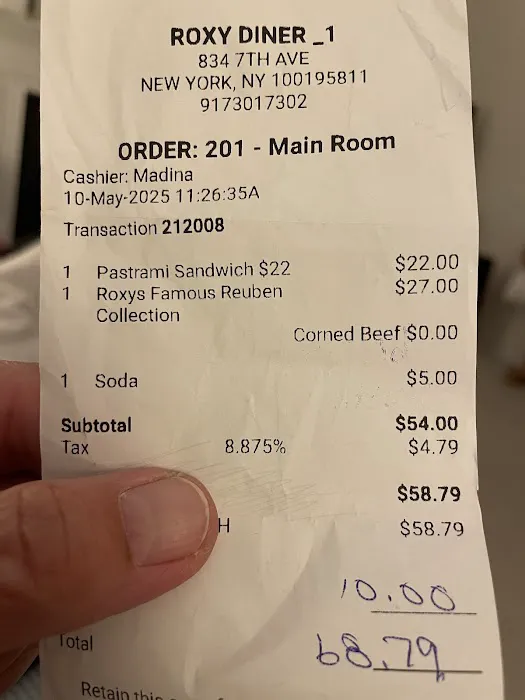 ROXY DINER _1
834 7TH AVE
NEW YORK, NY 100195811
9173017302
ORDER: 201 - Main Room
Cashier: Madina
10-May-2025 11:26:35A
Transaction 212008
1 Pastrami Sandwich $22 $22.00
1 Roxys Famous Reuben $27.00
Collection
Corned Beef $0.00
1 Soda $5.00
Subtotal $54.00
Tax 8.875% $4.79
$58.79
H $58.79
10.00
Total 68.79
Retain this